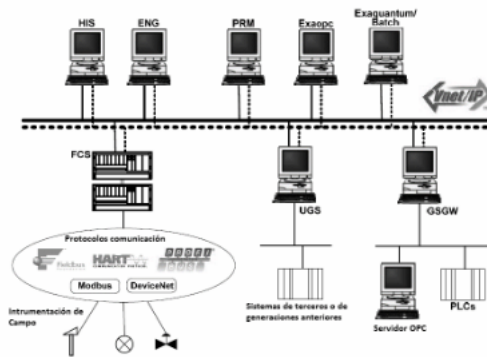 HIS
ENG
PRM
Exaopc
Exaquantum/
Batch
Vnet/IP
FCS
UGS
GSGW
Protocolos comunicación
Fieldbus
HART
Modbus
DeviceNet
Intrumentación de
Campo
Sistemas de terceros o de
generaciones anteriores
Servidor OPC
PLCs